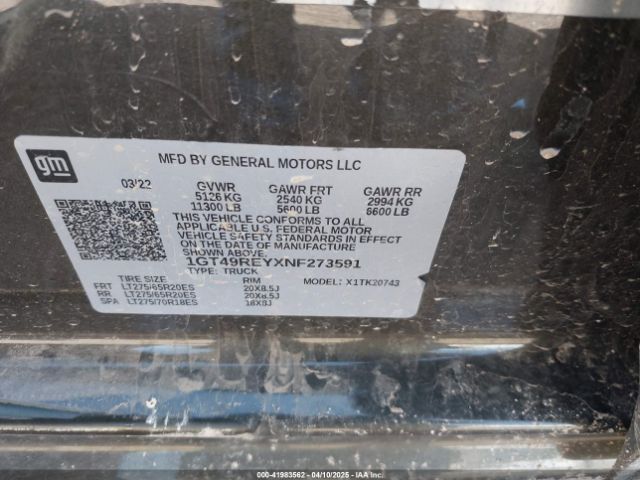 gm
MFD BY GENERAL MOTORS LLC
03/22 GVWR GAWR FRT GAWR RR
5126 KG 2540 KG 2994 KG
11300 LB 5600 LB 6600 LB
THIS VEHICLE CONFORMS TO ALL
APPLICABLE U.S. FEDERAL MOTOR
VEHICLE SAFETY STANDARDS IN EFFECT
ON THE DATE OF MANUFACTURE
SHOWN ABOVE.
1GT49REYXNF273591
TYPE: TRUCK MODEL: X1TK20743
TIRE SIZE RIM
FRT LT275/65R20ES 20X8.5J
RR LT275/65R20ES 20X8.5J
SPA LT275/70R18ES 18X8J
000-41983562 04/10/2025 IAAI.COM